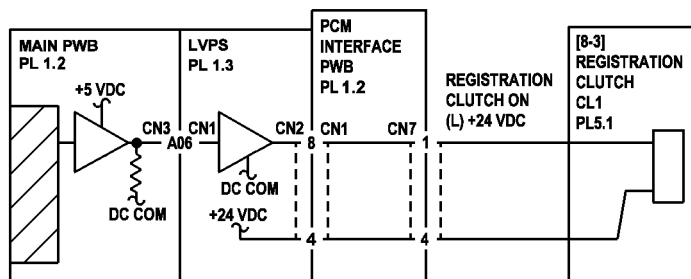 MAIN PWB
PL 1.2
+5 VDC
CN3
A06
DC COM
LVPS
PL 1.3
CN1
CN2
DC COM
+24 VDC
PCM
INTERFACE
PWB
PL 1.2
8
CN1
CN7
1
4
4
REGISTRATION
CLUTCH ON
(L) +24 VDC
[8-3]
REGISTRATION
CLUTCH
CL1
PL5.1